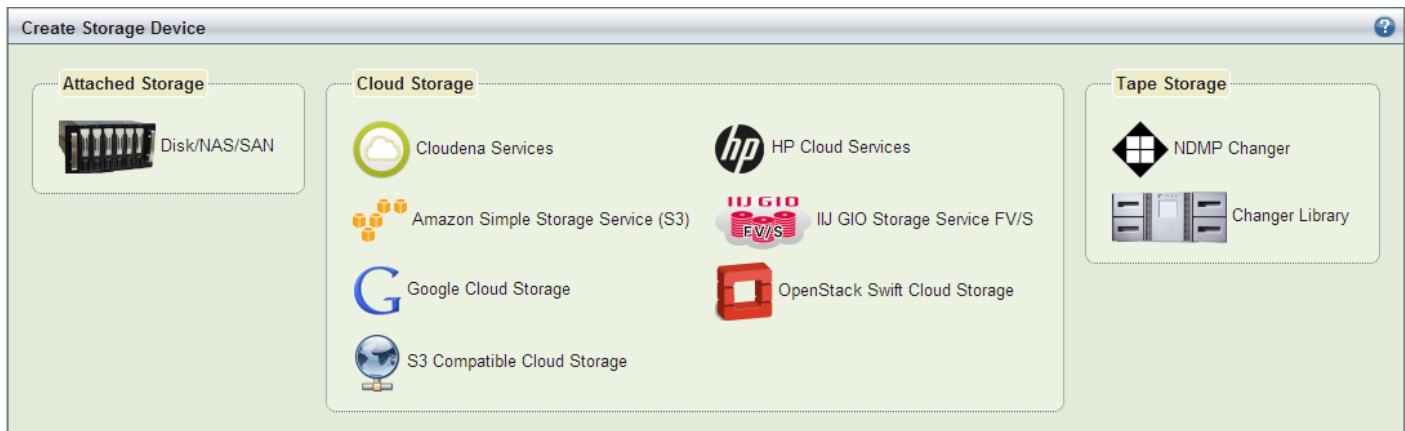 Create Storage Device
?
Attached Storage
Disk/NAS/SAN
Cloud Storage
Cloudena Services
hp
HP Cloud Services
Amazon Simple Storage Service (S3)
IIJ GIO
FV/S
IIJ GIO Storage Service FV/S
Google Cloud Storage
OpenStack Swift Cloud Storage
S3 Compatible Cloud Storage
Tape Storage
NDMP Changer
Changer Library